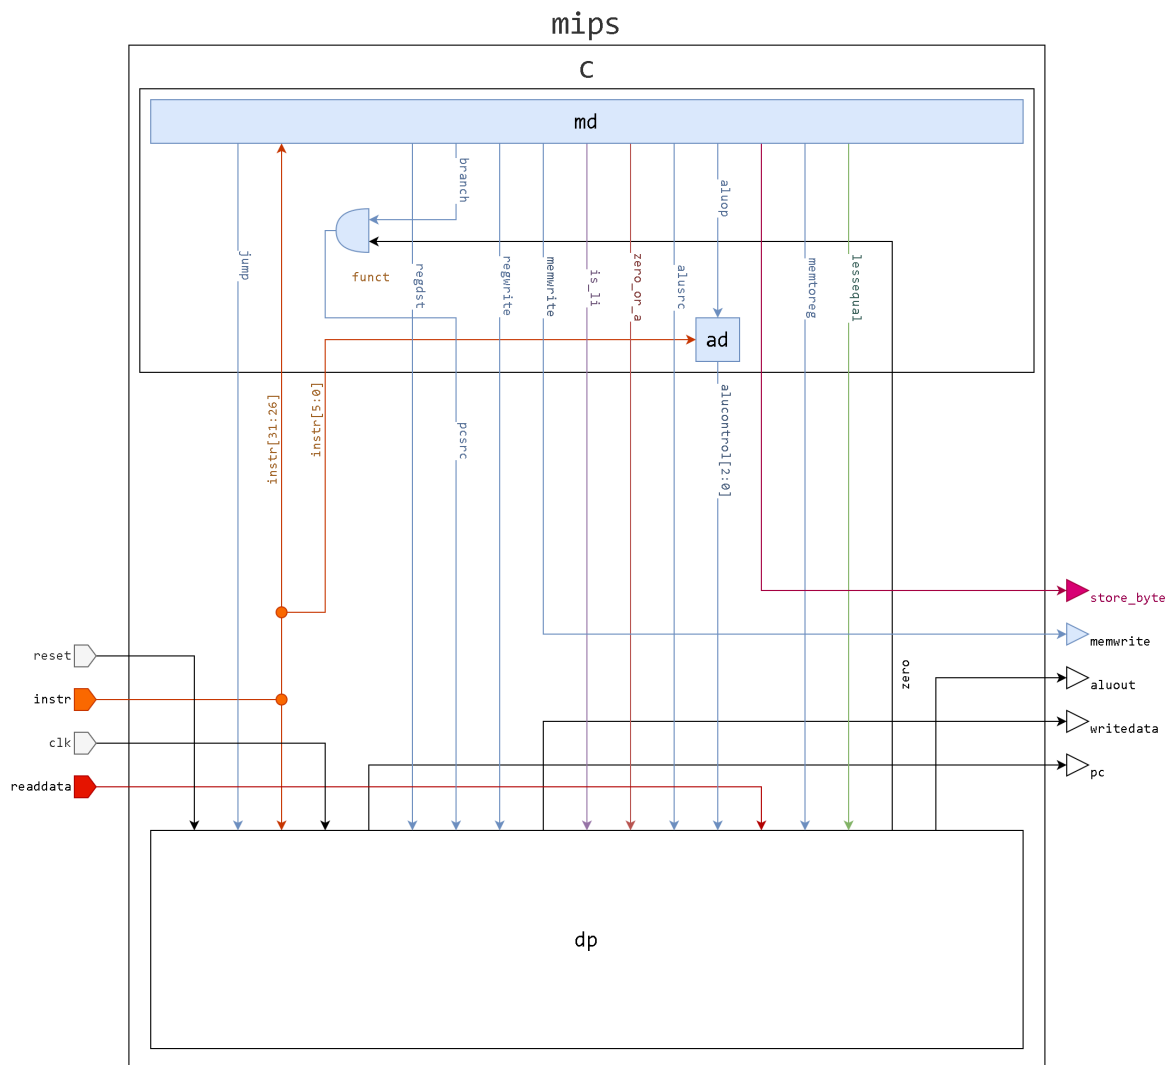 mips
C
md
branch
aluop
jump
funct
regdst
regwrite
memwrite
is_li
zero_or_a
alusrc
memtoreg
lessequal
ad
instr[31:26]
instr[5:0]
pcsrc
alucontrol[2:0]
store_byte
memwrite
reset
zero
aluout
instr
writedata
clk
pc
readdata
dp